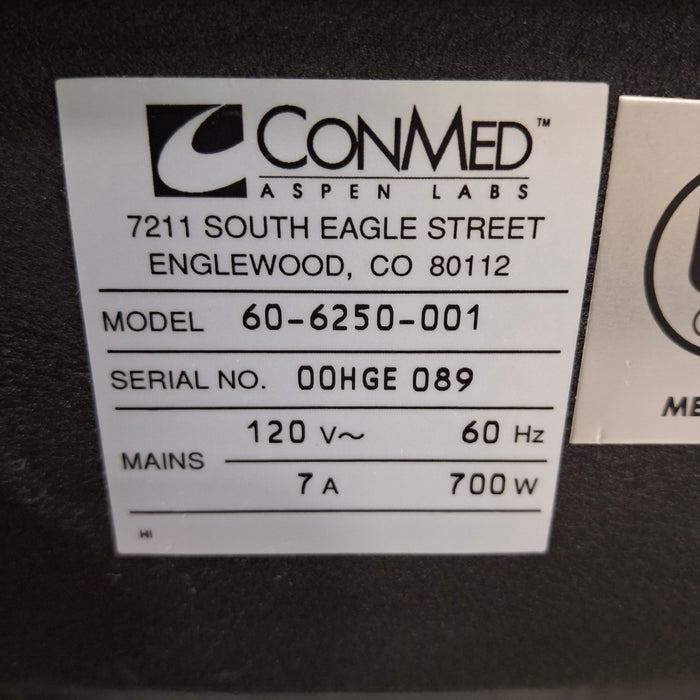 CONMED™
ASPEN LABS
7211 SOUTH EAGLE STREET
ENGLEWOOD, CO 80112
MODEL 60-6250-001
SERIAL NO. 00HGE 089
MAINS
120 V~ 60 Hz
7 A 700 W
HI
ME